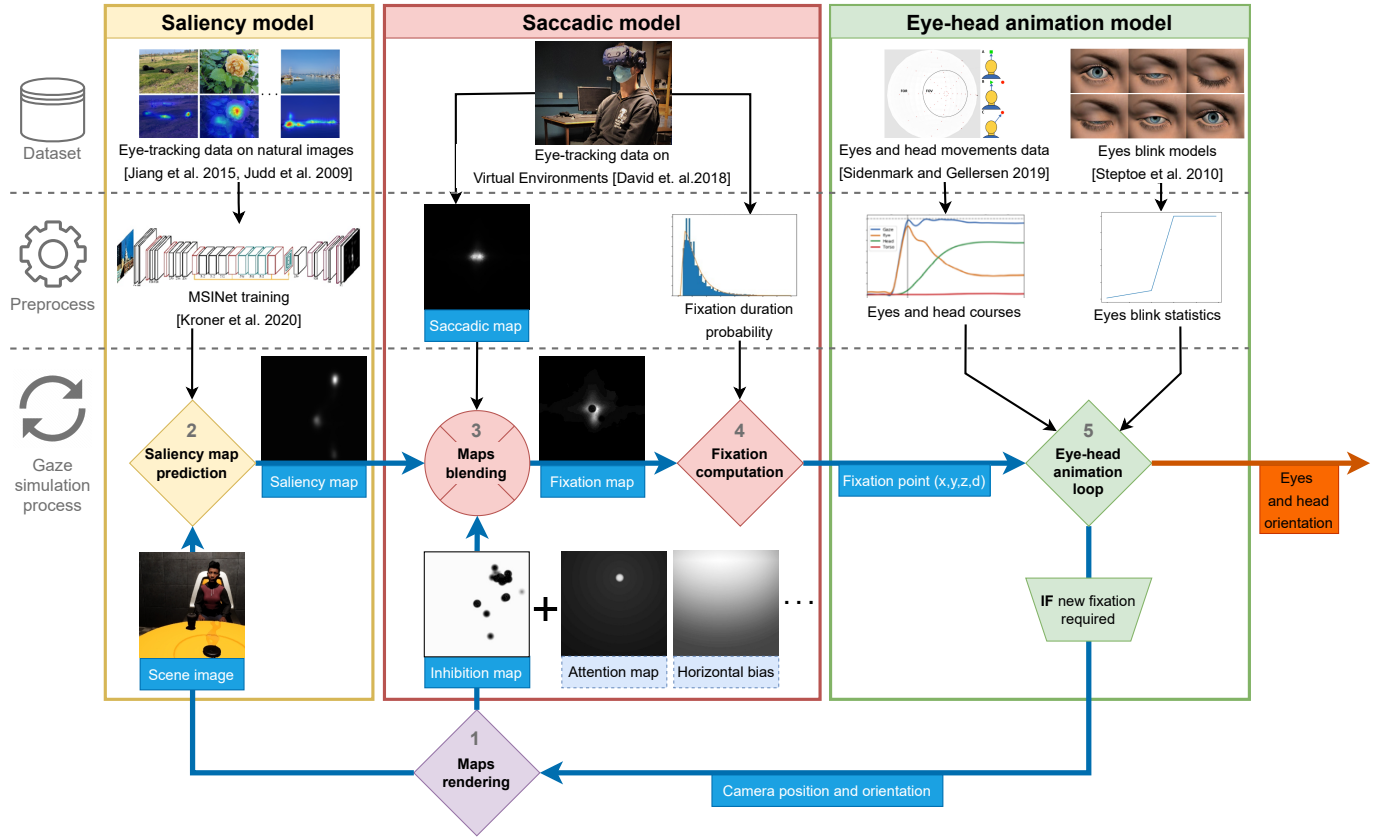 Saliency model
Saccadic model
Eye-head animation model
Dataset
Eye-tracking data on natural images
[Jiang et al. 2015, Judd et al. 2009]
Eye-tracking data on
Virtual Environments [David et. al.2018]
Eyes and head movements data
[Sidenmark and Gellersen 2019]
Eyes blink models
[Steptoe et al. 2010]
Preprocess
MSINet training
[Kroner et al. 2020]
Saccadic map
Fixation duration
probability
Gaze
Eye
Head
Torso
Eyes and head courses
Eyes blink statistics
Gaze
simulation
process
2
Saliency map
prediction
Saliency map
3
Maps
blending
Fixation map
4
Fixation
computation
Fixation point (x,y,z,d)
5
Eye-head
animation
loop
Eyes
and head
orientation
Scene image
Inhibition map
+
Attention map
Horizontal bias
...
IF new fixation
required
1
Maps
rendering
Camera position and orientation